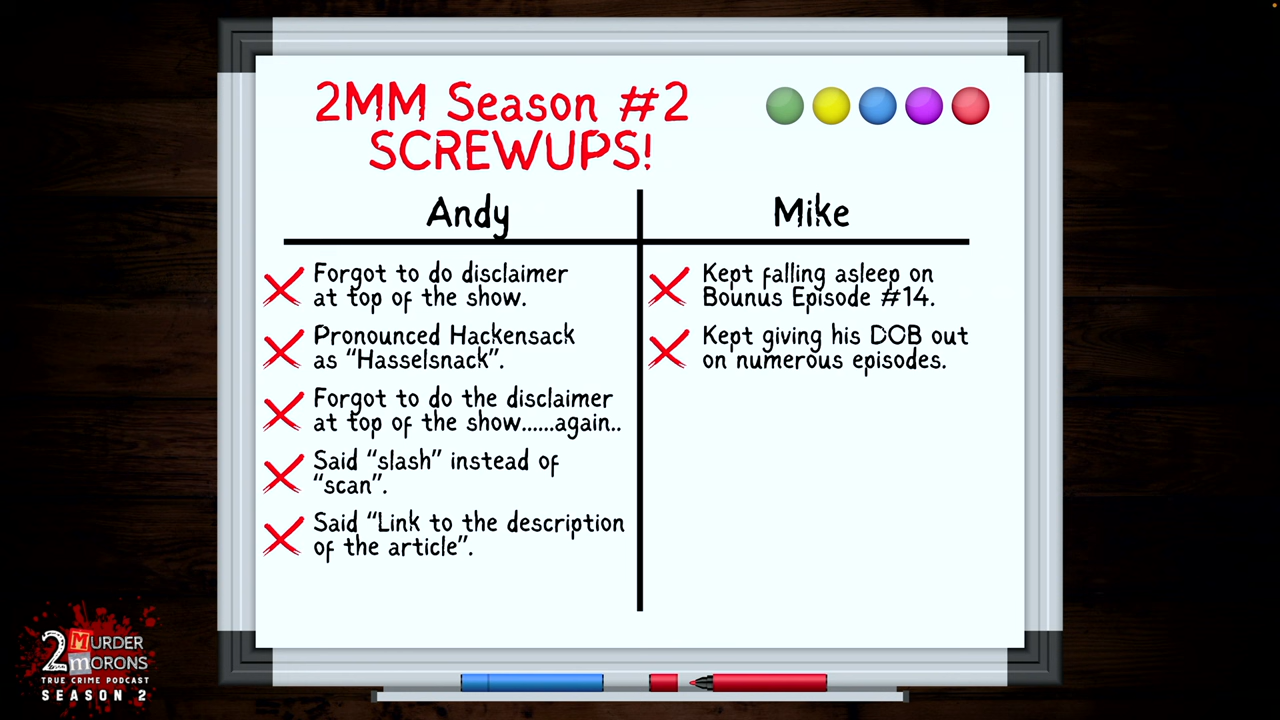 2MM Season #2
SCREWUPS!
Andy
Mike
Forgot to do disclaimer
at top of the show.
Pronounced Hackensack
as “Hasselsnack”.
Forgot to do the disclaimer
at top of the show......again..
Said “slash” instead of
“scan”.
Said “Link to the description
of the article”.
Kept falling asleep on
Bounus Episode #14.
Kept giving his DOB out
on numerous episodes.
2 MURDER
mORONS
TRUE CRIME PODCAST
SEASON 2